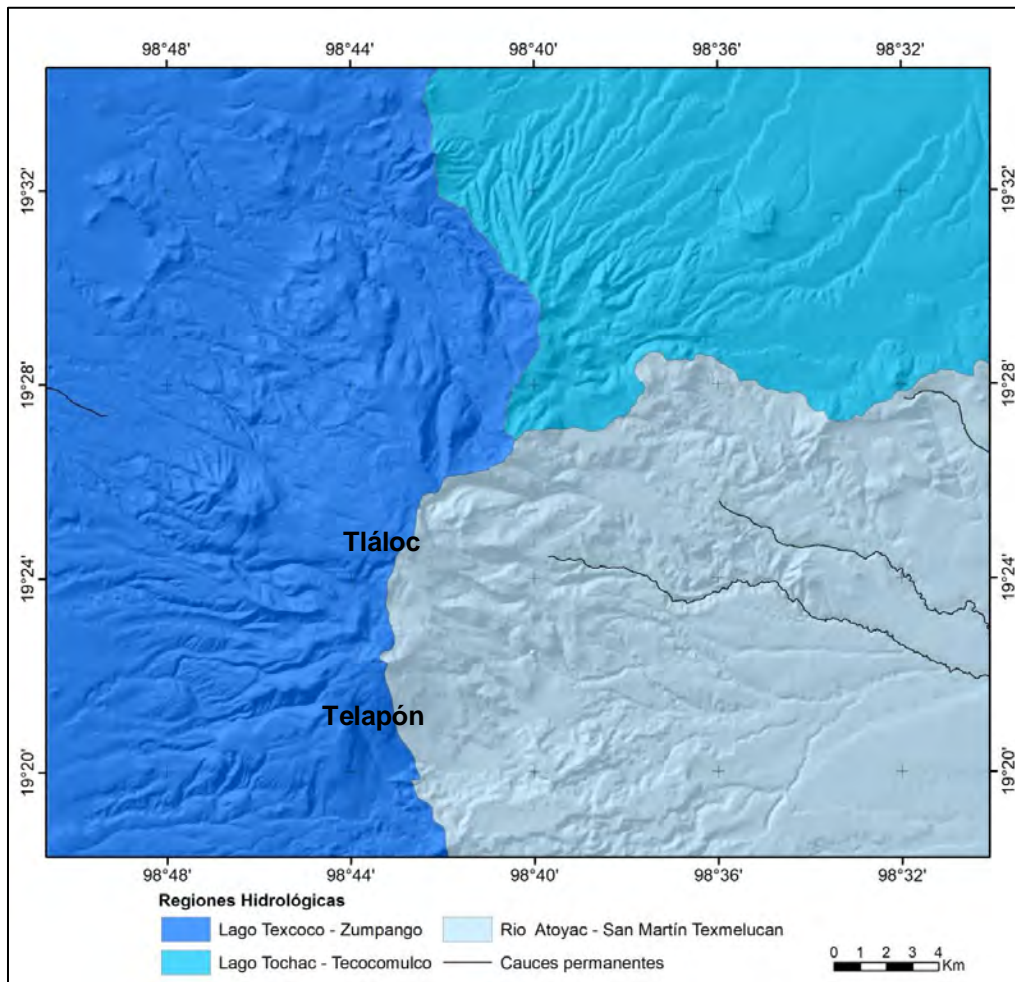 98°48' 98°44' 98°40' 98°36' 98°32'
19°32' 19°32'
19°28' 19°28'
Tláloc
19°24' 19°24'
Telapón
19°20' 19°20'
98°48' 98°44' 98°40' 98°36' 98°32'
Regiones Hidrológicas
Lago Texcoco - Zumpango Rio Atoyac - San Martín Texmelucan
Lago Tochac - Tecocomulco Cauces permanentes
0 1 2 3 4
Km